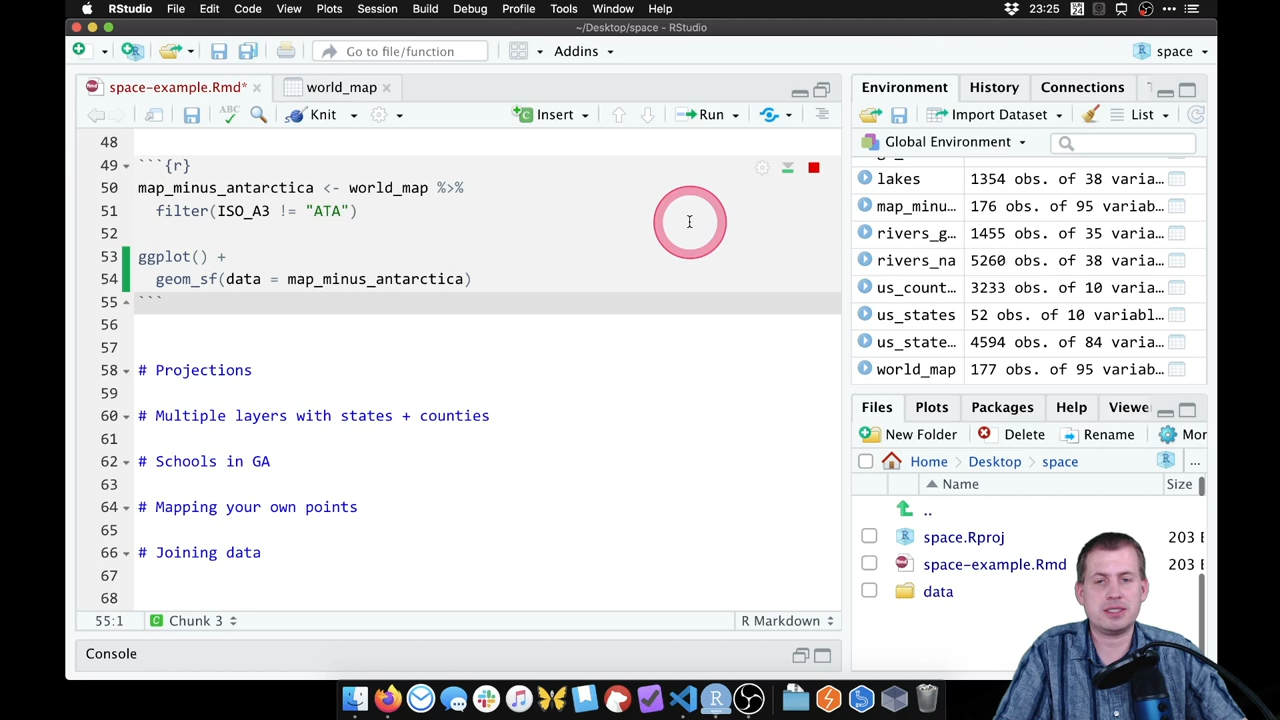 RStudio File Edit Code View Plots Session Build Debug Profile Tools Window Help 23:25
~/Desktop/space - RStudio
Go to file/function Addins space
space-example.Rmd* world_map
ABC Knit Insert Run
48
49 ```{r}
50 map_minus_antarctica <- world_map %>%
51 filter(ISO_A3 != "ATA")
52
53 ggplot() +
54 geom_sf(data = map_minus_antarctica)
55 ```
56
57
58 # Projections
59
60 # Multiple layers with states + counties
61
62 # Schools in GA
63
64 # Mapping your own points
65
66 # Joining data
67
68
55:1 Chunk 3 R Markdown
Console
Environment History Connections
Import Dataset List
Global Environment
lakes 1354 obs. of 38 varia…
map_minu… 176 obs. of 95 variab…
rivers_g… 1455 obs. of 35 varia…
rivers_na 5260 obs. of 38 varia…
us_count… 3233 obs. of 10 varia…
us_states 52 obs. of 10 variabl…
us_state… 4594 obs. of 84 varia…
world_map 177 obs. of 95 variab…
Files Plots Packages Help Viewe
New Folder Delete Rename Mor
Home Desktop space ...
Name Size
..
space.Rproj 203
space-example.Rmd 203
data